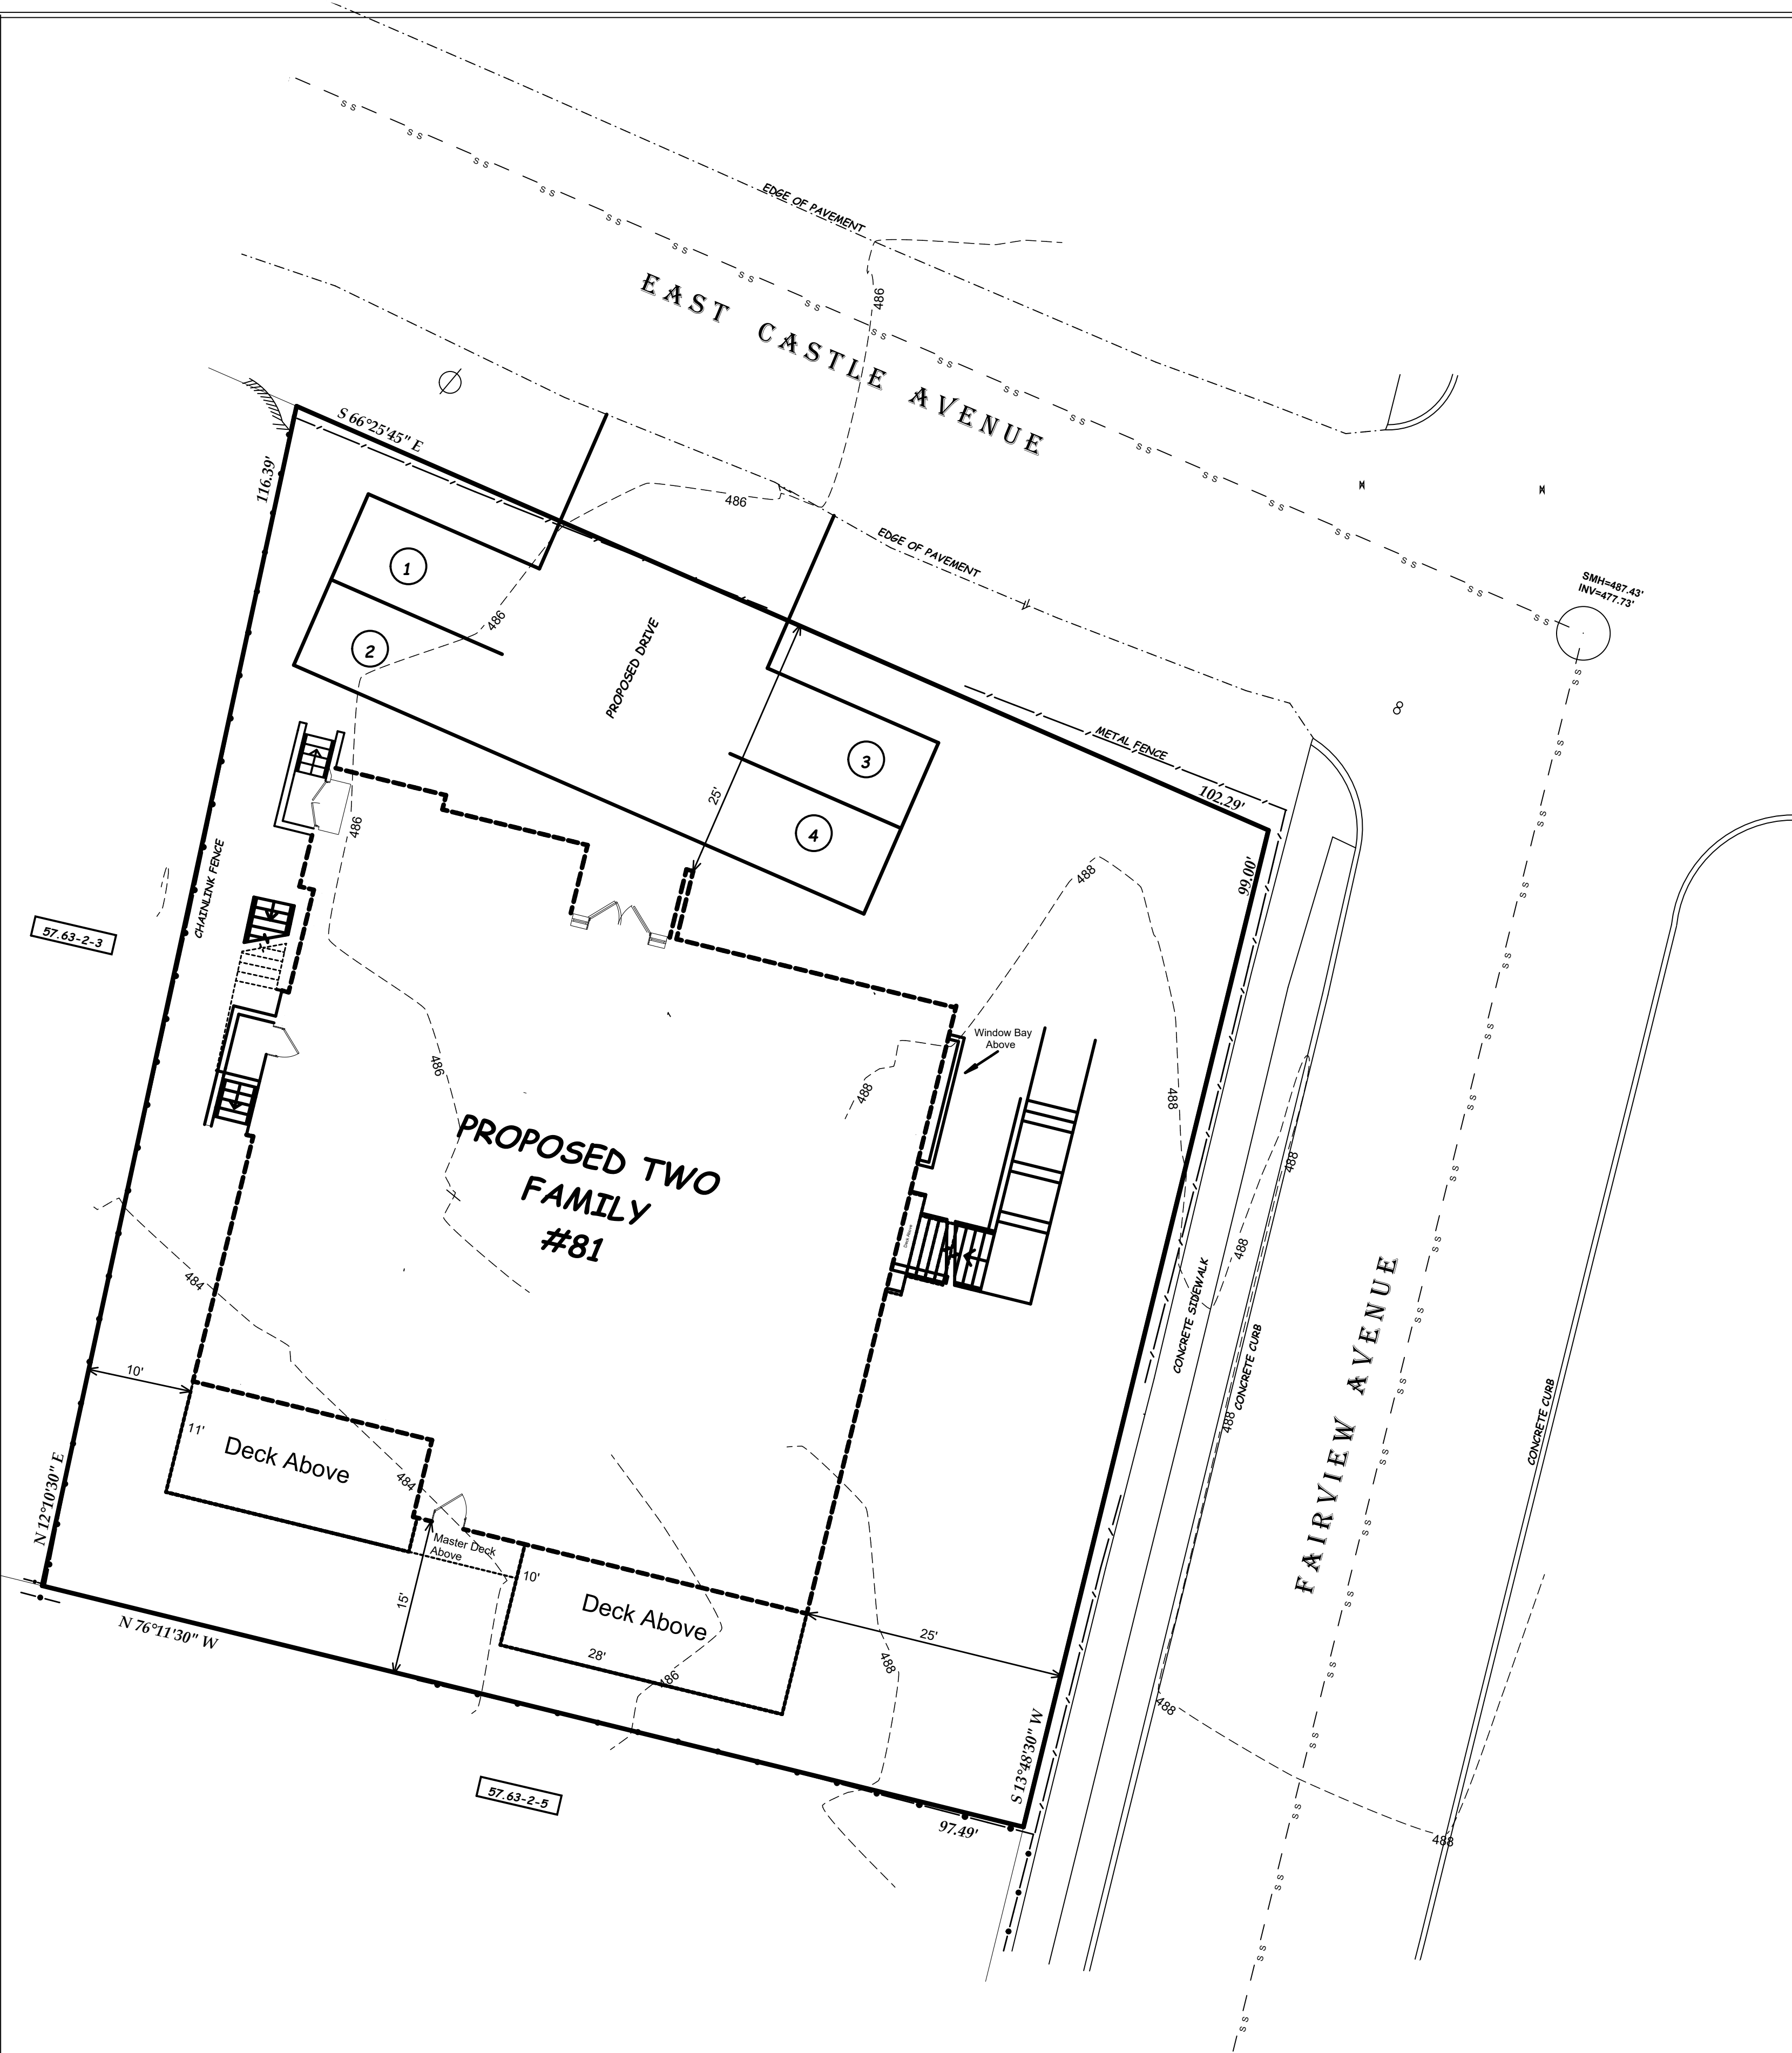 EDGE OF PAVEMENT
EAST CASTLE AVENUE
486
S 66°25'45" E
116.39'
486
EDGE OF PAVEMENT
SMH=487.43'
INV=477.73'
1
486
2
PROPOSED DRIVE
3
METAL FENCE
102.29'
25'
4
486
99.00'
488
CHAINLINK FENCE
57.63-2-3
Window Bay
Above
486
488
488
PROPOSED TWO
FAMILY
#81
Deck Above
488
488
484
CONCRETE SIDEWALK
CONCRETE CURB
488
FAIRVIEW AVENUE
CONCRETE CURB
10'
11'
Deck Above
484
N 12°10'30" E
Master Deck
Above
10'
15'
Deck Above
28'
25'
486
488
N 76°11'30" W
488
S 13°48'30" W
57.63-2-5
97.49'
488
S S